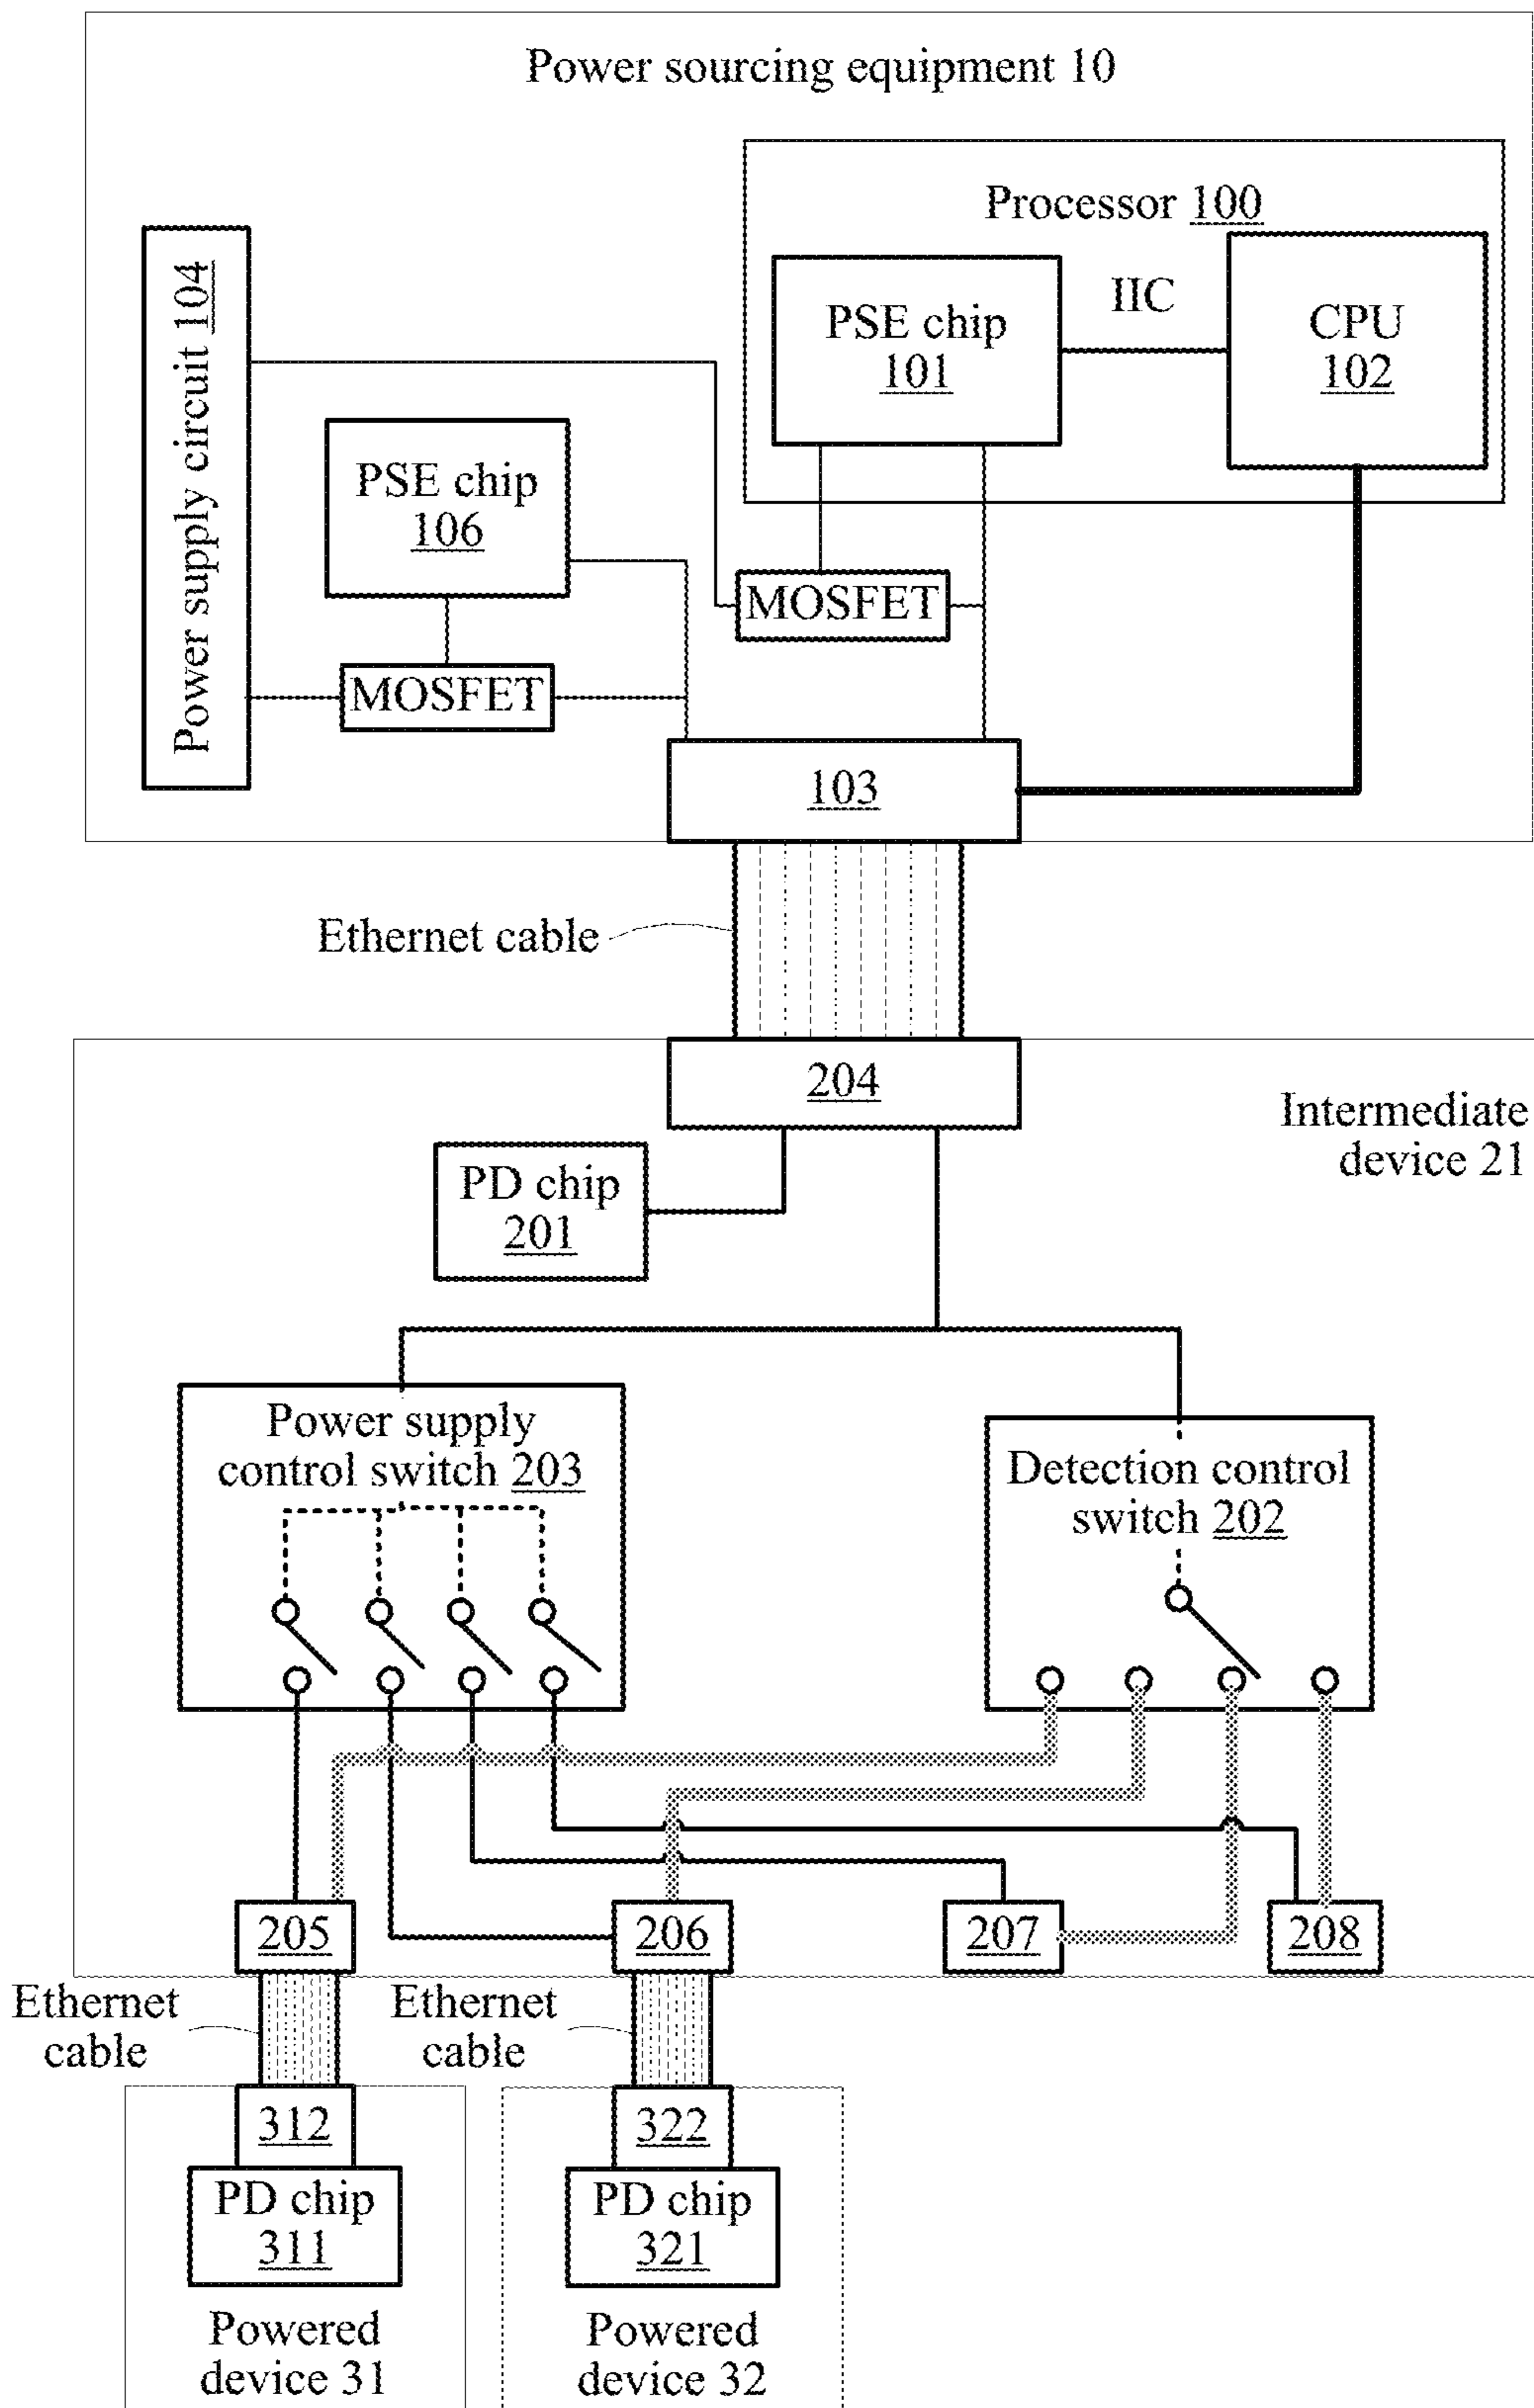 Power sourcing equipment 10
Processor 100
Power supply circuit 104
PSE chip
101
IIC
CPU
102
PSE chip
106
MOSFET
MOSFET
103
Ethernet cable
204
Intermediate
device 21
PD chip
201
Power supply
control switch 203
Detection control
switch 202
205
206
207
208
Ethernet
cable
Ethernet
cable
312
322
PD chip
311
PD chip
321
Powered
device 31
Powered
device 32